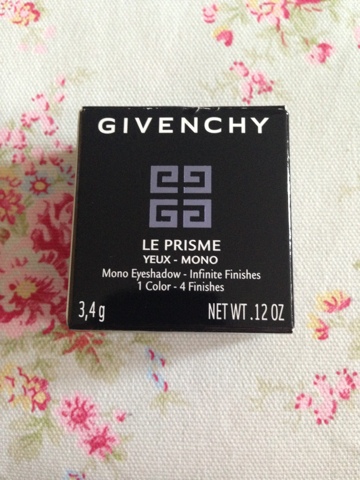 GIVENCHY
LE PRISME
YEUX - MONO
Mono Eyeshadow - Infinite Finishes
1 Color - 4 Finishes
3,4 g NET WT .12 OZ